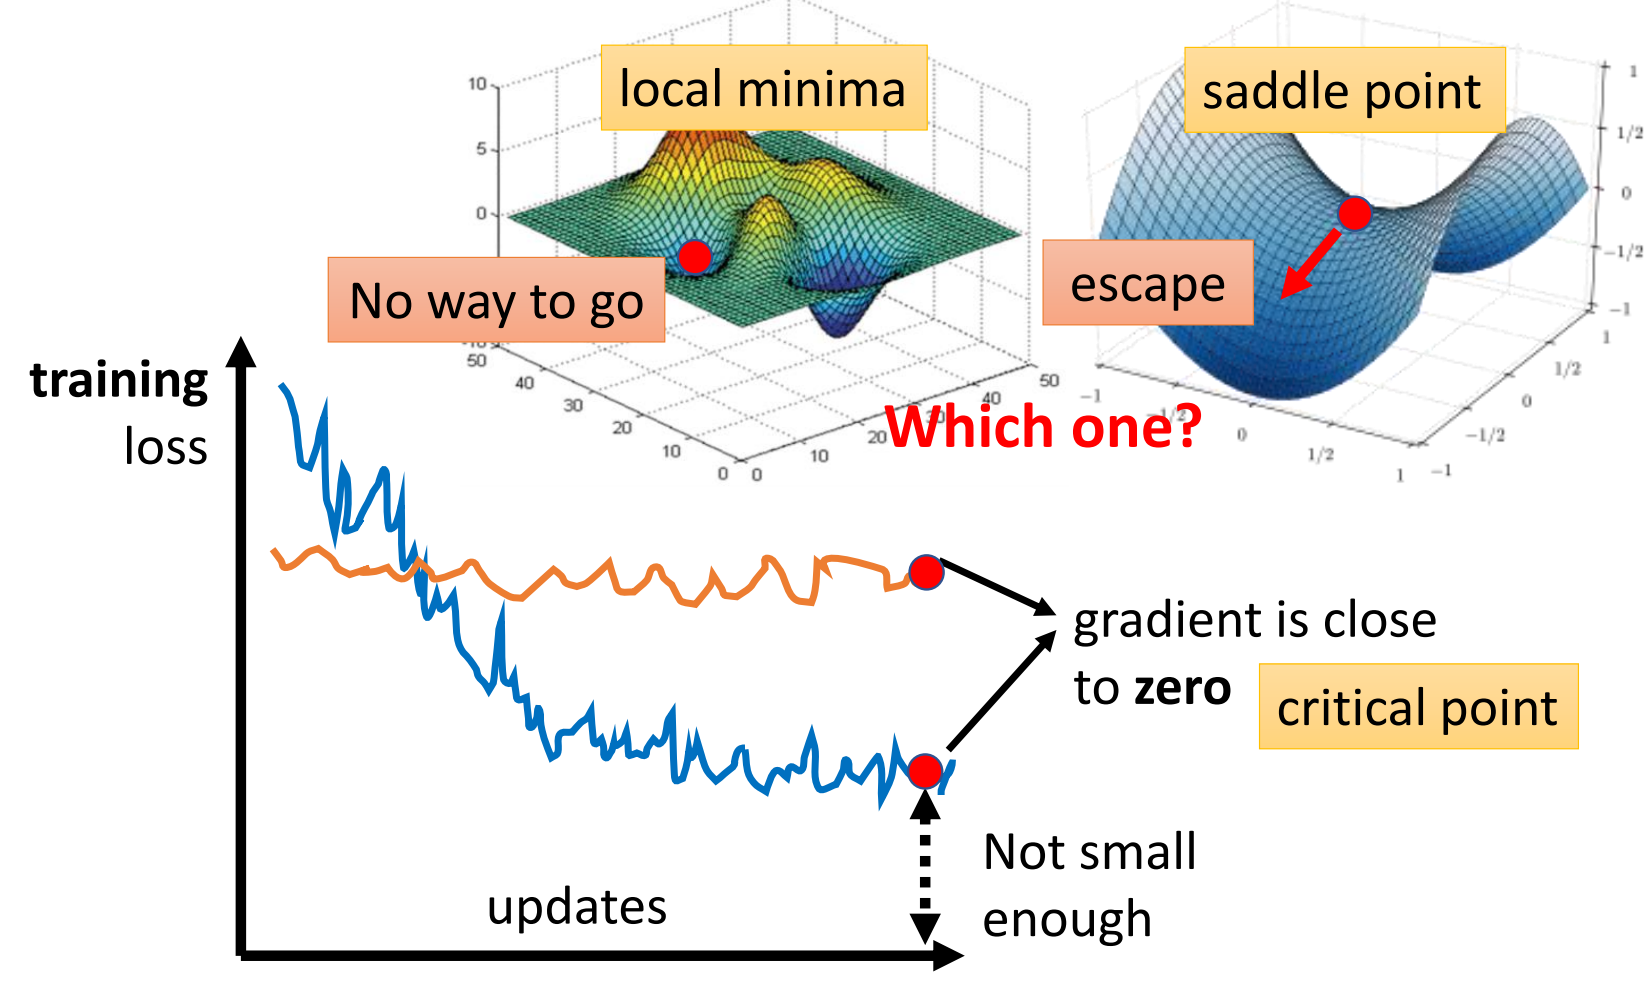 local minima
saddle point
10
5
0
No way to go
escape
50
40
30
20
10
0
0
10
20
30
40
50
Which one?
1
1/2
0
−1/2
−1
−1
−1/2
0
1/2
1
−1
−1/2
0
1/2
1
training
loss
gradient is close
to zero
critical point
Not small
enough
updates